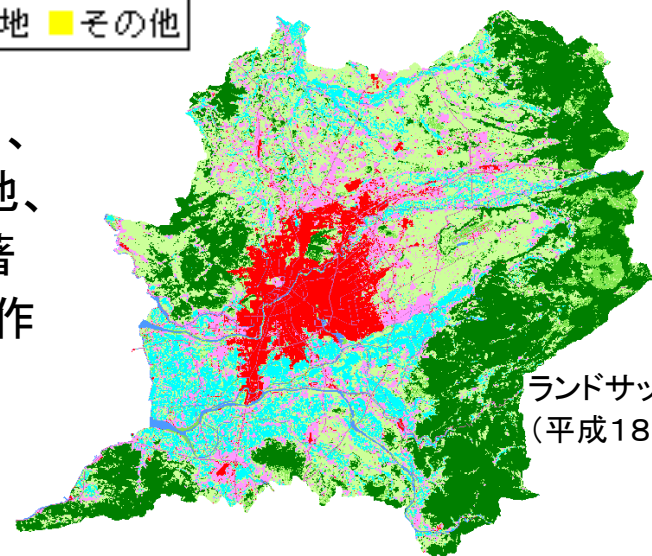 地 ■その他
、
地、
著
作
ランドサッ
(平成18